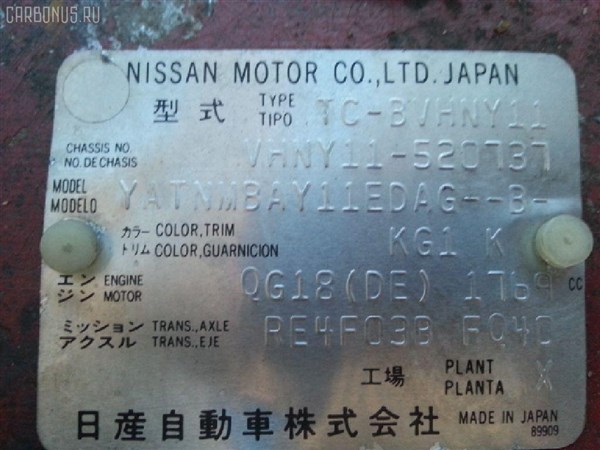 CARBONUS.RU
NISSAN MOTOR CO.,LTD. JAPAN
型式 TYPE TIPO TC-BVHNY11
CHASSIS NO. NO. DE CHASIS VHNY11-520737
MODEL MODELO YATNMBAY11EDAG--B-
カラー COLOR,TRIM トリム COLOR,GUARNICION KG1 K
エンジン ENGINE MOTOR QG18(DE) 1769 CC
ミッション TRANS.,AXLE アクスル TRANS.,EJE RE4F03B FQ40
工場 PLANT PLANTA X
日産自動車株式会社 MADE IN JAPAN
89909